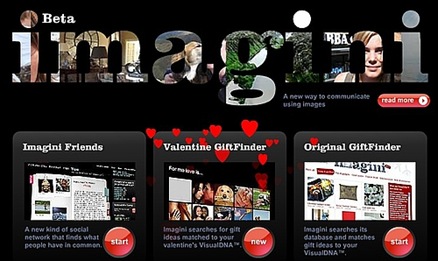 Beta
imagini
A new way to communicate
using images
read more
Imagini Friends
Valentine GiftFinder
Original GiftFinder
For me love is...
imagini
A new kind of social
network that finds what
people have in common.
start
Imagini searches for gift
ideas matched to your
valentine's VisualDNA™.
new
Imagini searches its
database and matches
gift ideas to your
VisualDNA™.
start